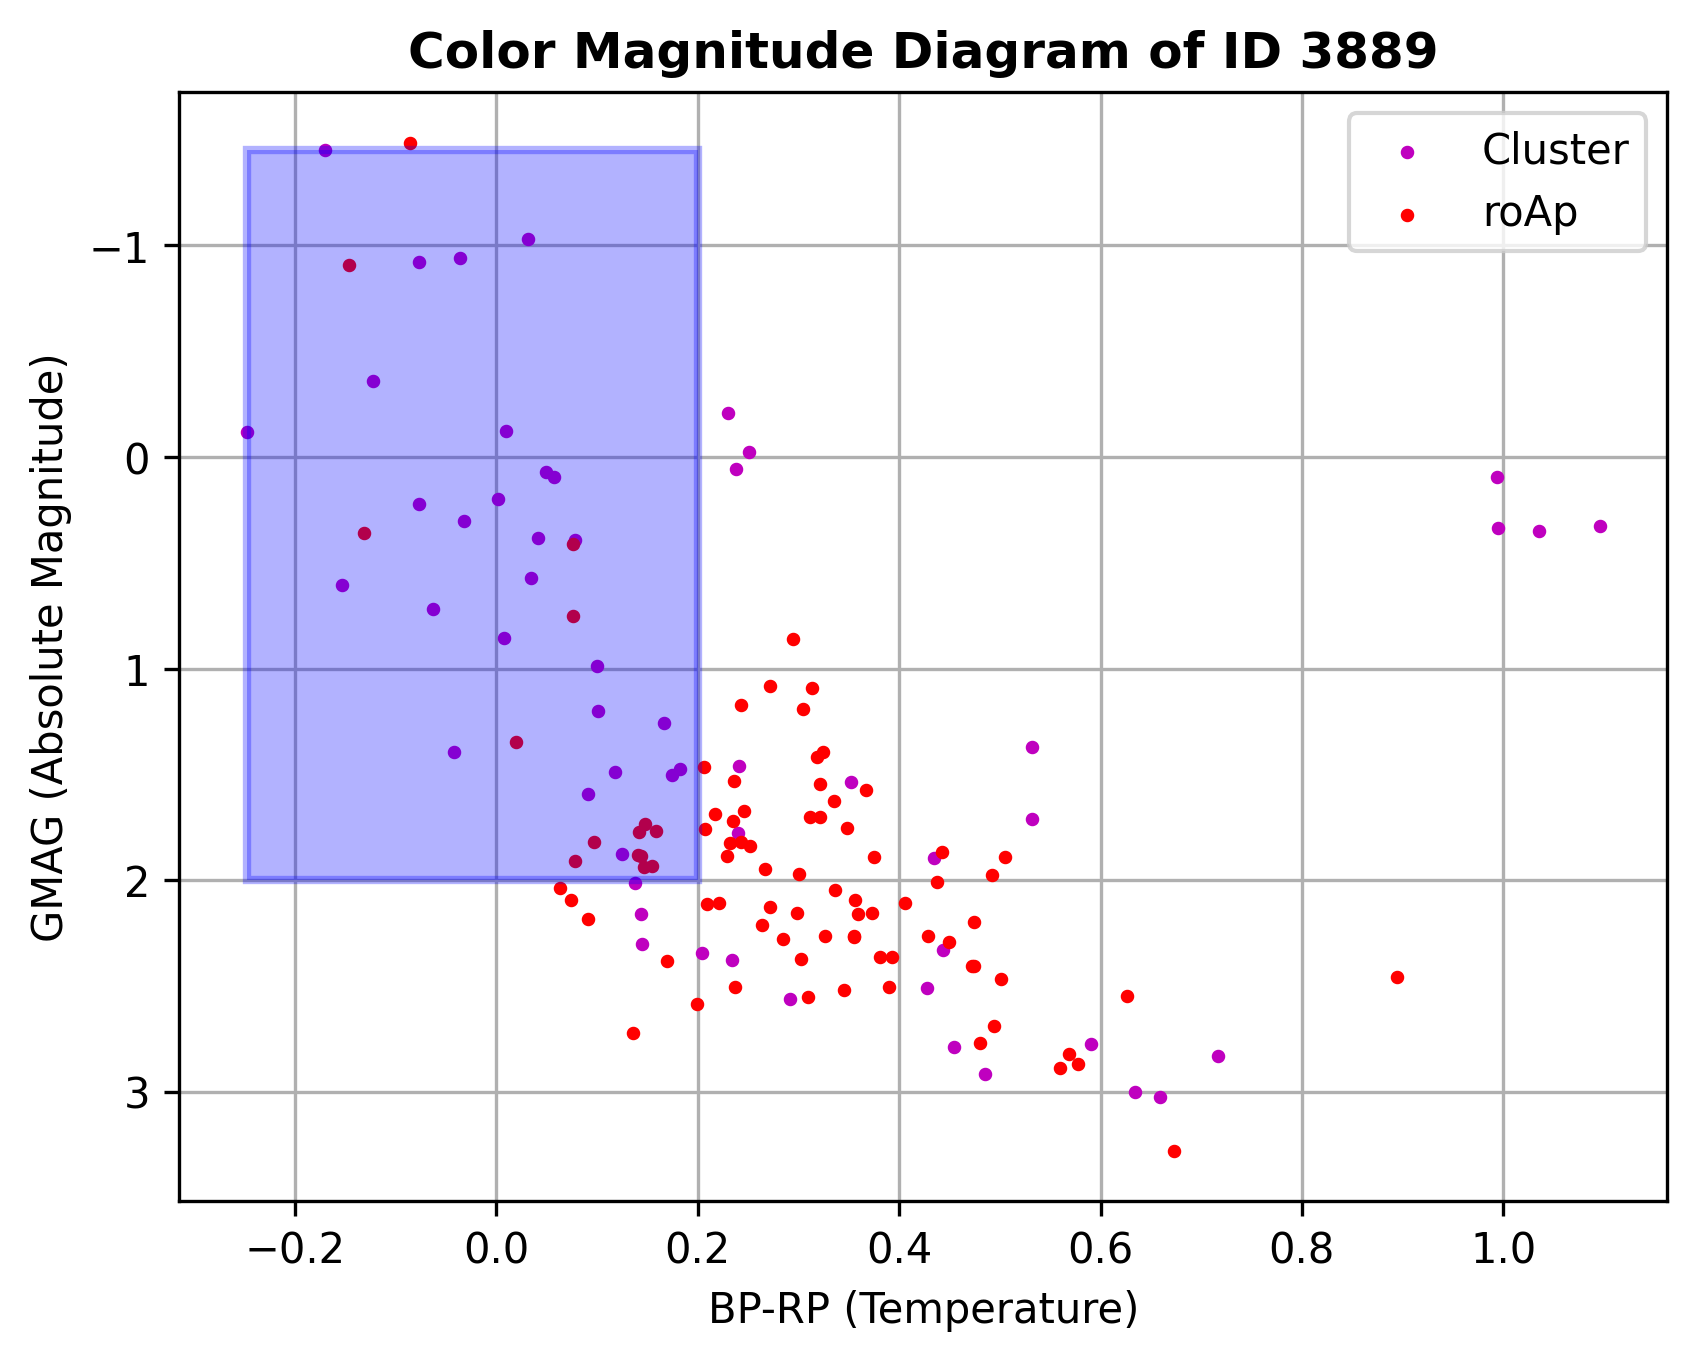 Color Magnitude Diagram of ID 3889
Cluster
roAp
GMAG (Absolute Magnitude)
−1
0
1
2
3
−0.2 0.0 0.2 0.4 0.6 0.8 1.0
BP-RP (Temperature)